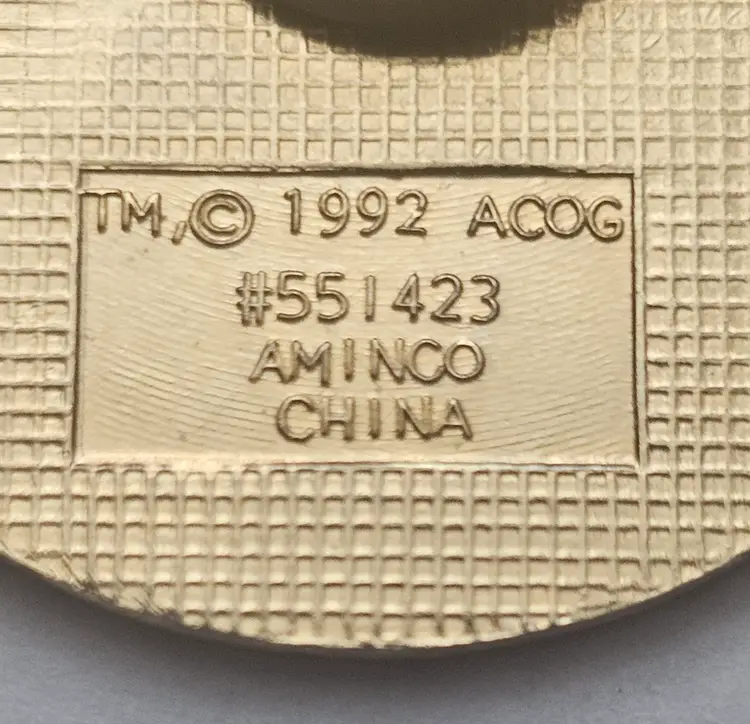 TM,© 1992 ACOG
#551423
AMINCO
CHINA